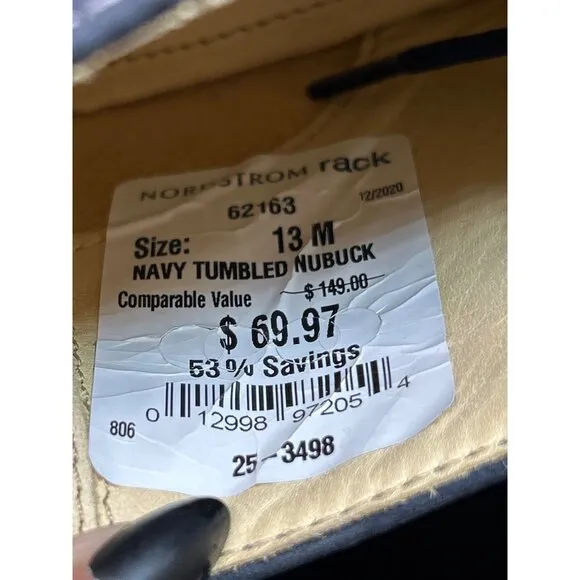 NORDSTROM rack
62163 12/2020
Size: 13 M
NAVY TUMBLED NUBUCK
Comparable Value $ 149.00
$ 69.97
53% Savings
806 0 12998 97205 4
25-3498